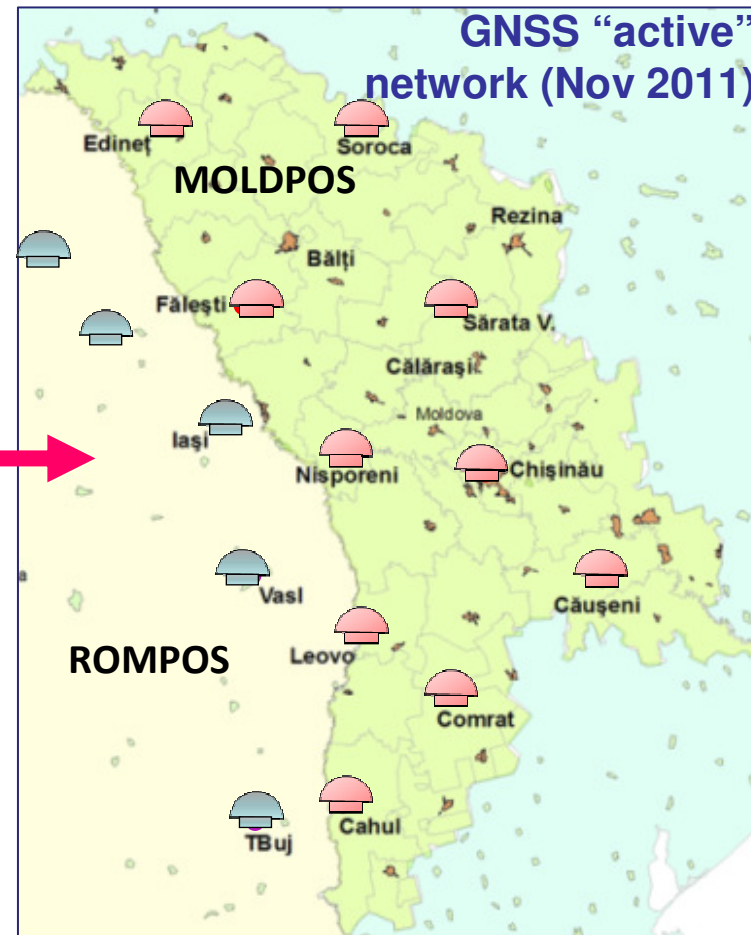 GNSS “active”
network (Nov 2011)
Edineț
Soroca
MOLDPOS
Rezina
Bălți
Fălești
Sărata V.
Călărași
Moldova
Iași
Nisporeni
Chișinău
Vasl
Căușeni
ROMPOS
Leovo
Comrat
Cahul
TBuj